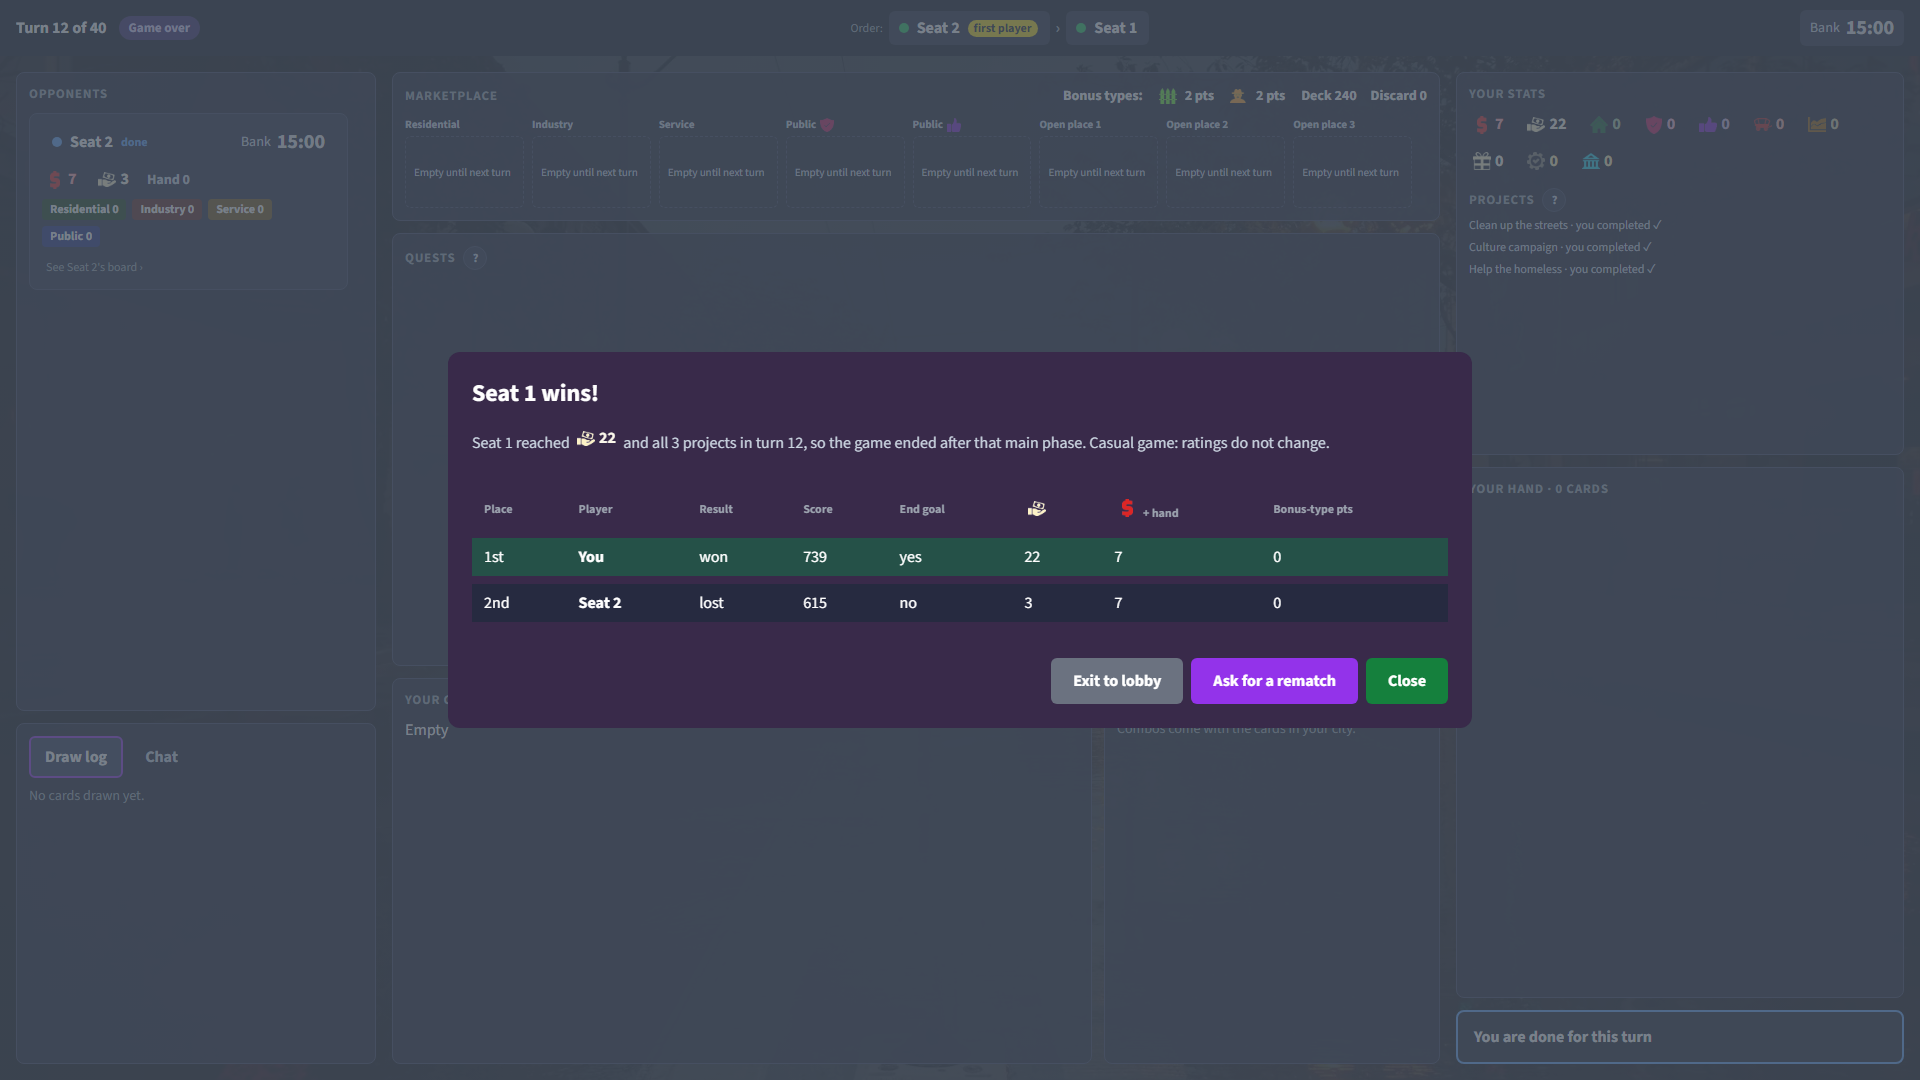 Turn 12 of 40 Game over Order: Seat 2 first player › Seat 1 Bank 15:00
OPPONENTS
Seat 2 done Bank 15:00
7 3 Hand 0
Residential 0 Industry 0 Service 0
Public 0
See Seat 2's board ›
MARKETPLACE Bonus types: 2 pts 2 pts Deck 240 Discard 0
Residential Industry Service Public Public Open place 1 Open place 2 Open place 3
Empty until next turn Empty until next turn Empty until next turn Empty until next turn Empty until next turn Empty until next turn Empty until next turn Empty until next turn
QUESTS ?
YOUR STATS
7 22 0 0 0 0 0
0 0 0
PROJECTS ?
Clean up the streets · you completed ✓
Culture campaign · you completed ✓
Help the homeless · you completed ✓
Seat 1 wins!
Seat 1 reached 22 and all 3 projects in turn 12, so the game ended after that main phase. Casual game: ratings do not change.
Place Player Result Score End goal + hand Bonus-type pts
1st You won 739 yes 22 7 0
2nd Seat 2 lost 615 no 3 7 0
Exit to lobby Ask for a rematch Close
YOUR HAND · 0 CARDS
YOUR
Empty
Combos come with the cards in your city.
Draw log Chat
No cards drawn yet.
You are done for this turn